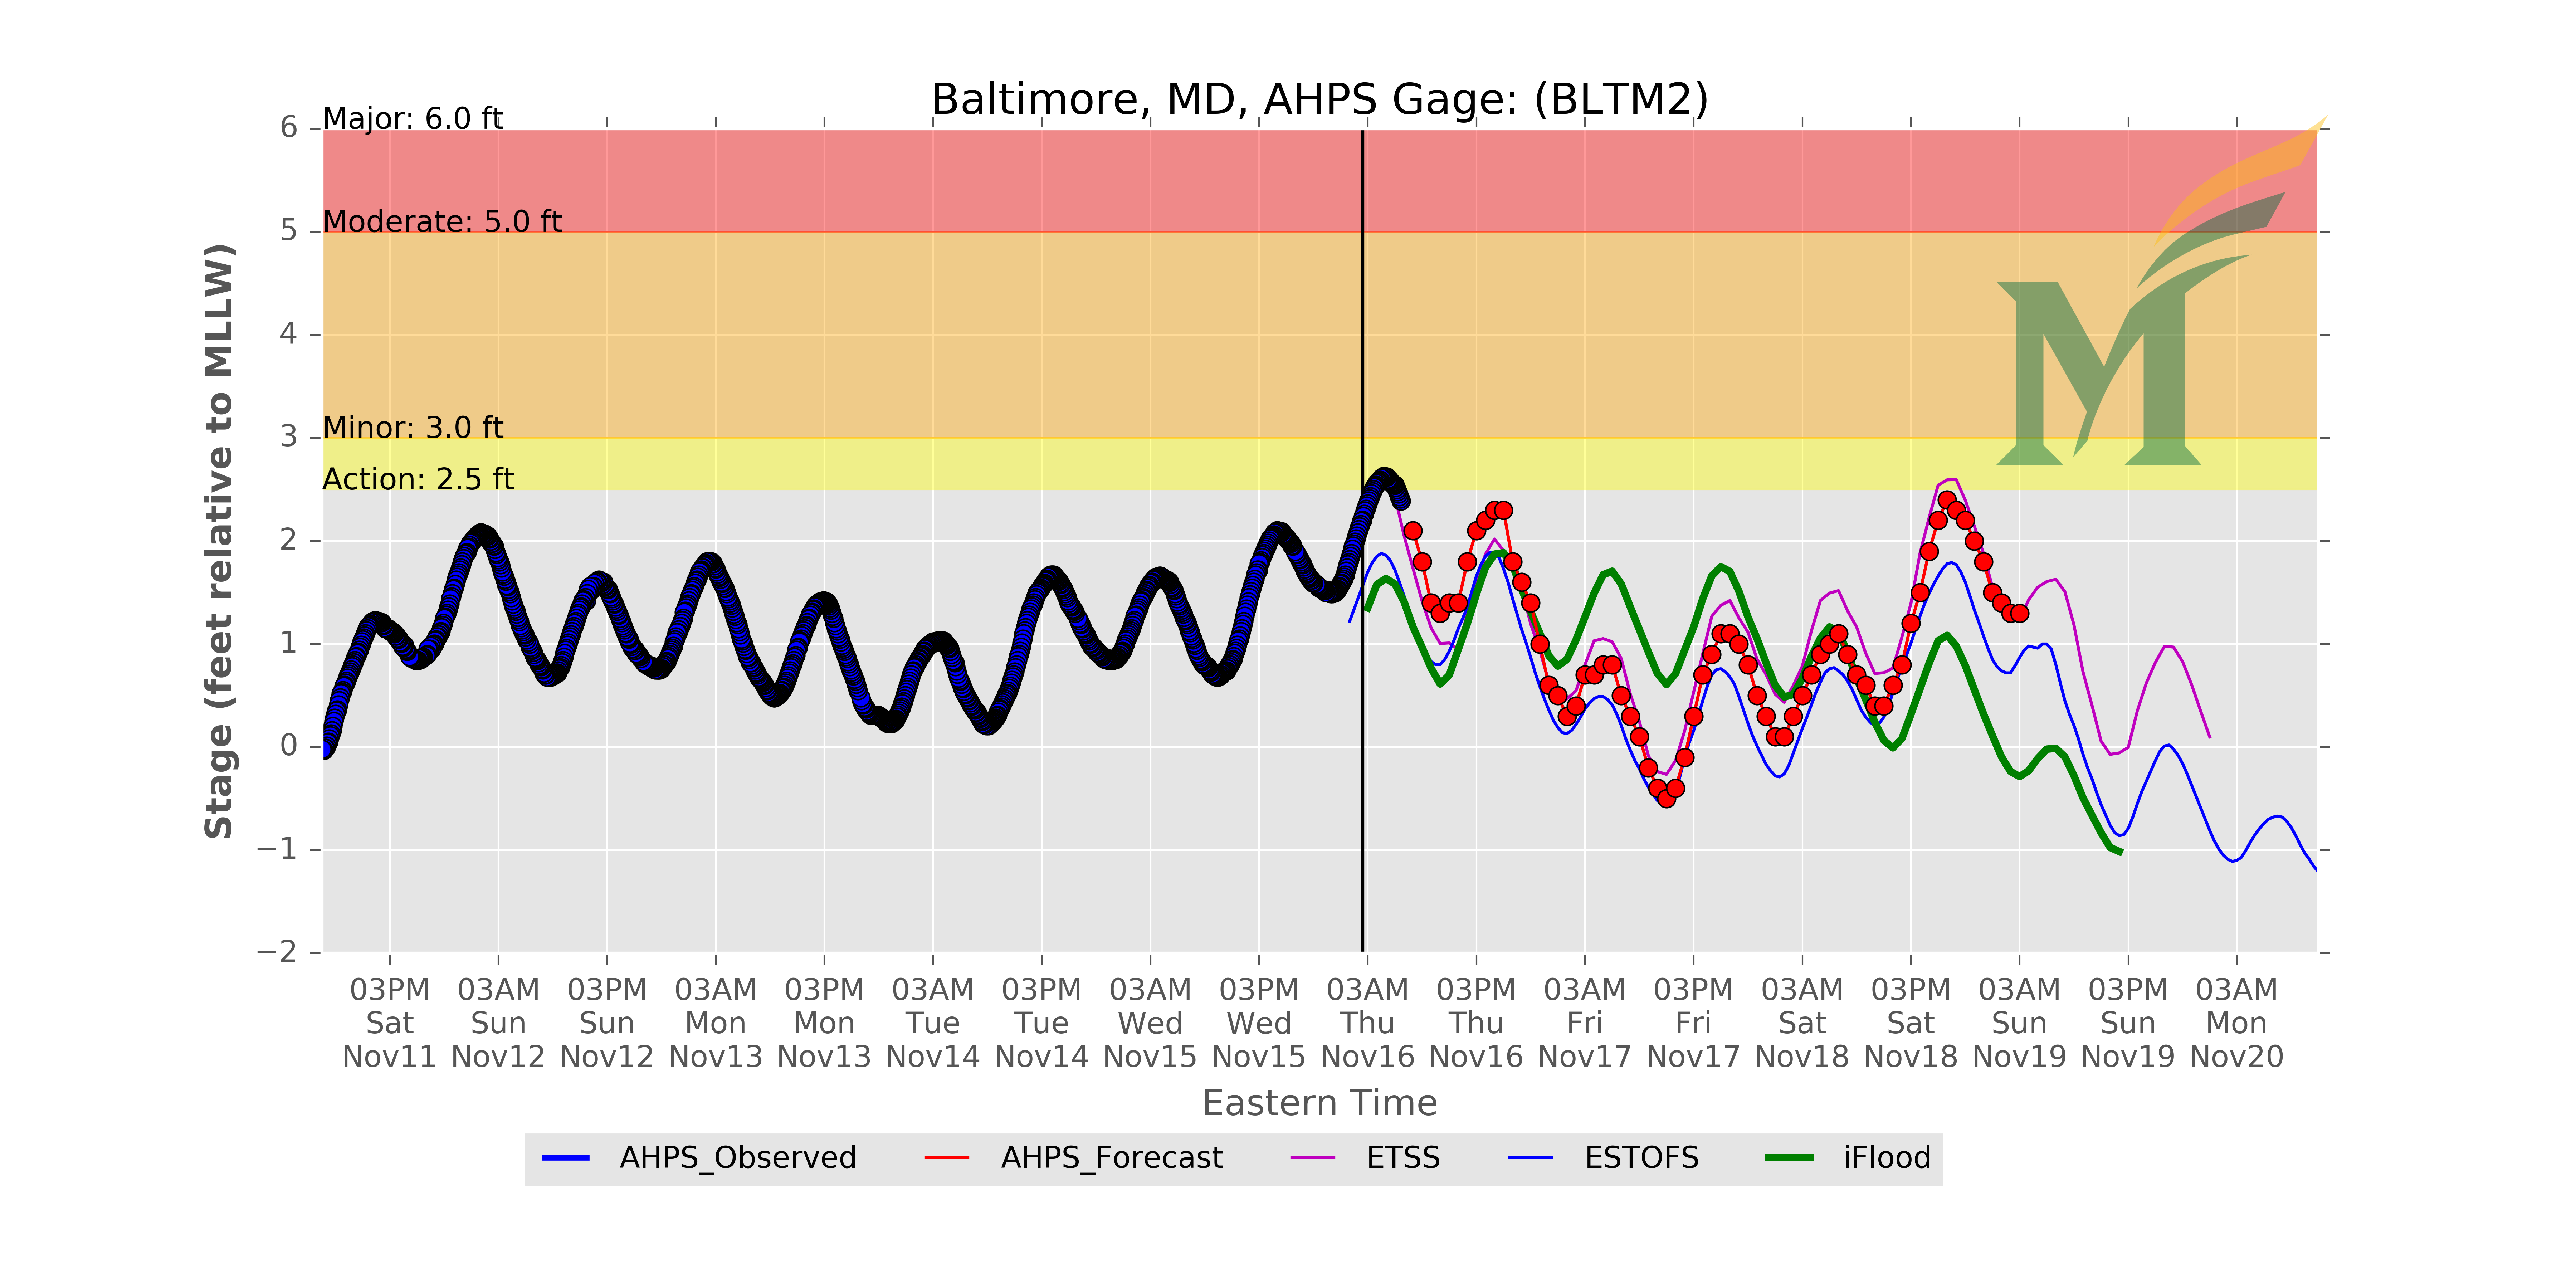 Baltimore, MD, AHPS Gage: (BLTM2)
Major: 6.0 ft
Moderate: 5.0 ft
Minor: 3.0 ft
Action: 2.5 ft
6
5
4
3
2
1
0
−1
−2
Stage (feet relative to MLLW)
M
03PM 03AM 03PM 03AM 03PM 03AM 03PM 03AM 03PM 03AM 03PM 03AM 03PM 03AM 03PM 03AM 03PM 03AM
Sat Sun Sun Mon Mon Tue Tue Wed Wed Thu Thu Fri Fri Sat Sat Sun Sun Mon
Nov11 Nov12 Nov12 Nov13 Nov13 Nov14 Nov14 Nov15 Nov15 Nov16 Nov16 Nov17 Nov17 Nov18 Nov18 Nov19 Nov19 Nov20
Eastern Time
AHPS_Observed AHPS_Forecast ETSS ESTOFS iFlood